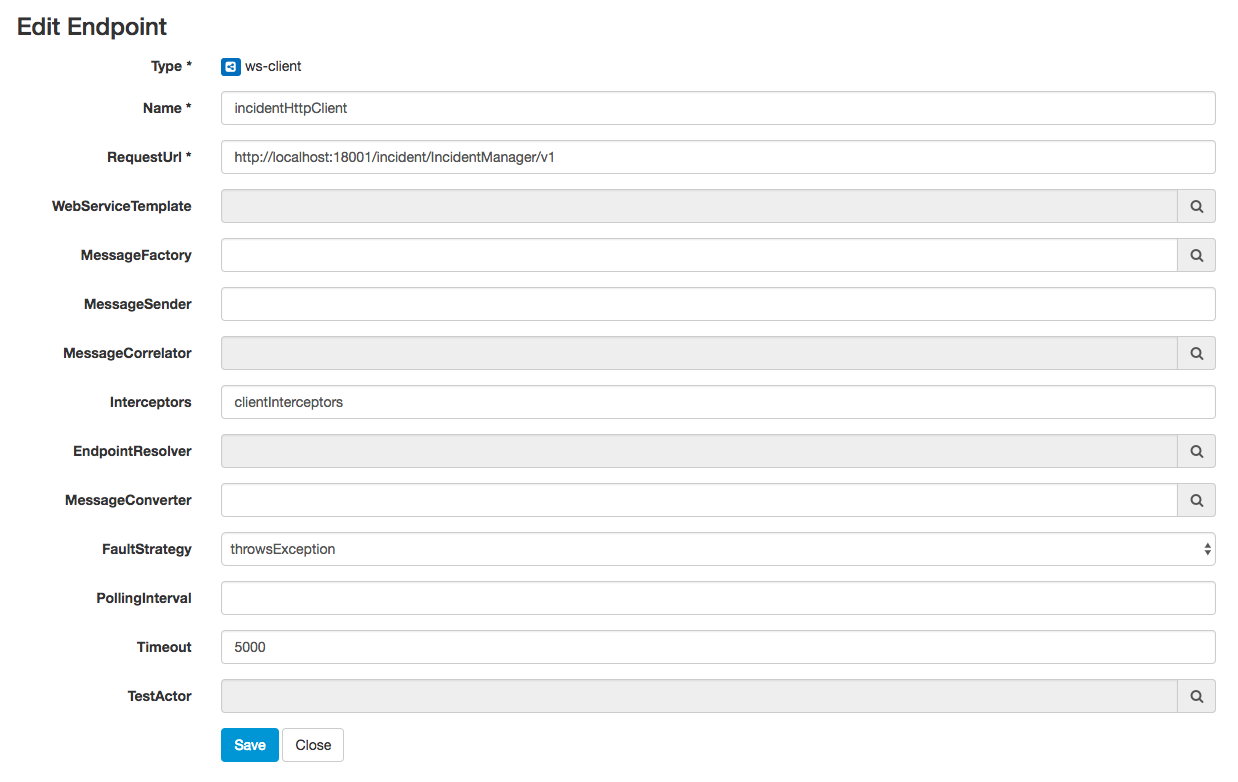 Edit Endpoint
Type * ws-client
Name * incidentHttpClient
RequestUrl * http://localhost:18001/incident/IncidentManager/v1
WebServiceTemplate
MessageFactory
MessageSender
MessageCorrelator
Interceptors clientInterceptors
EndpointResolver
MessageConverter
FaultStrategy throwsException
PollingInterval
Timeout 5000
TestActor
Save Close